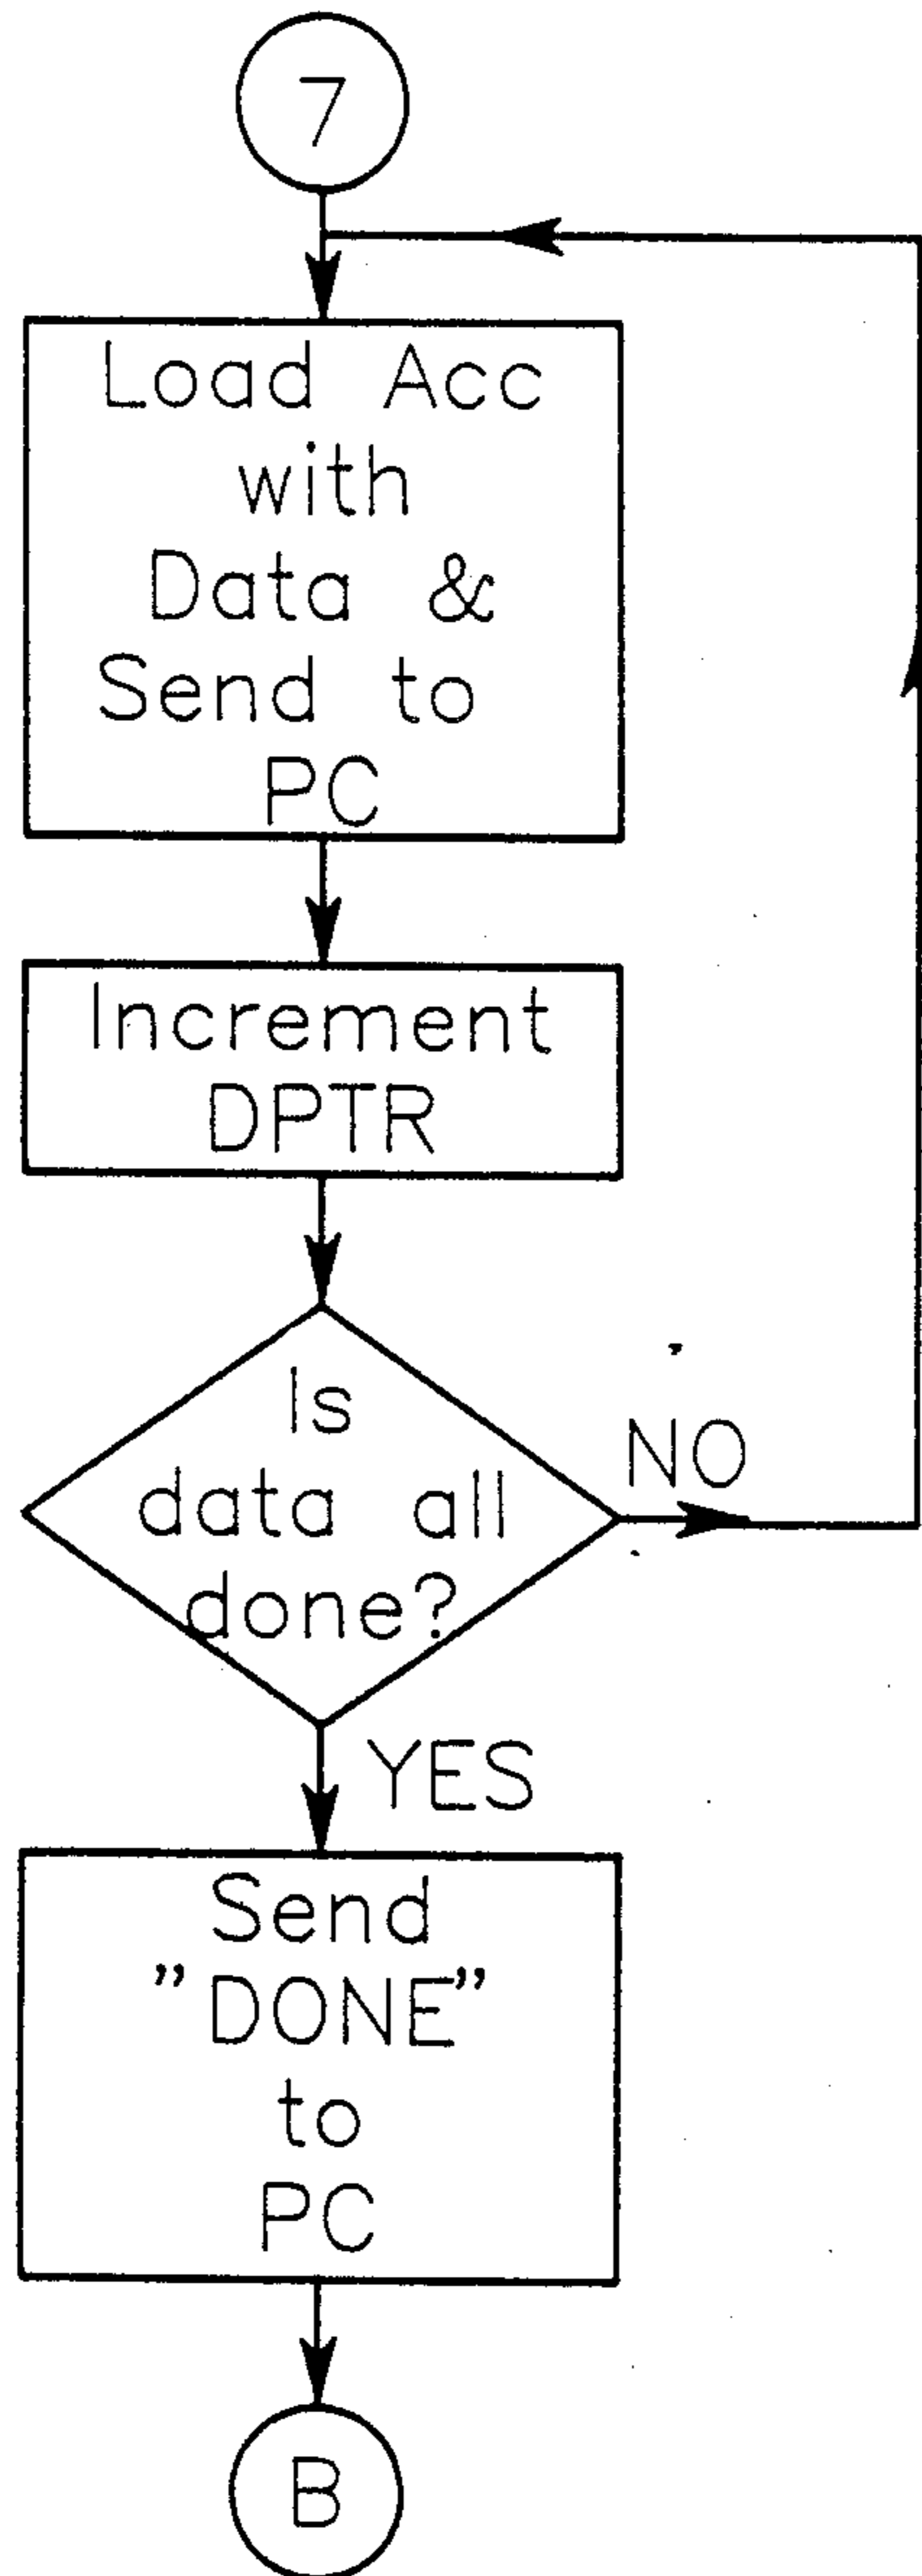 7
Load Acc
with
Data &
Send to
PC
Increment
DPTR
Is
data all
done?
NO
YES
Send
"DONE"
to
PC
B